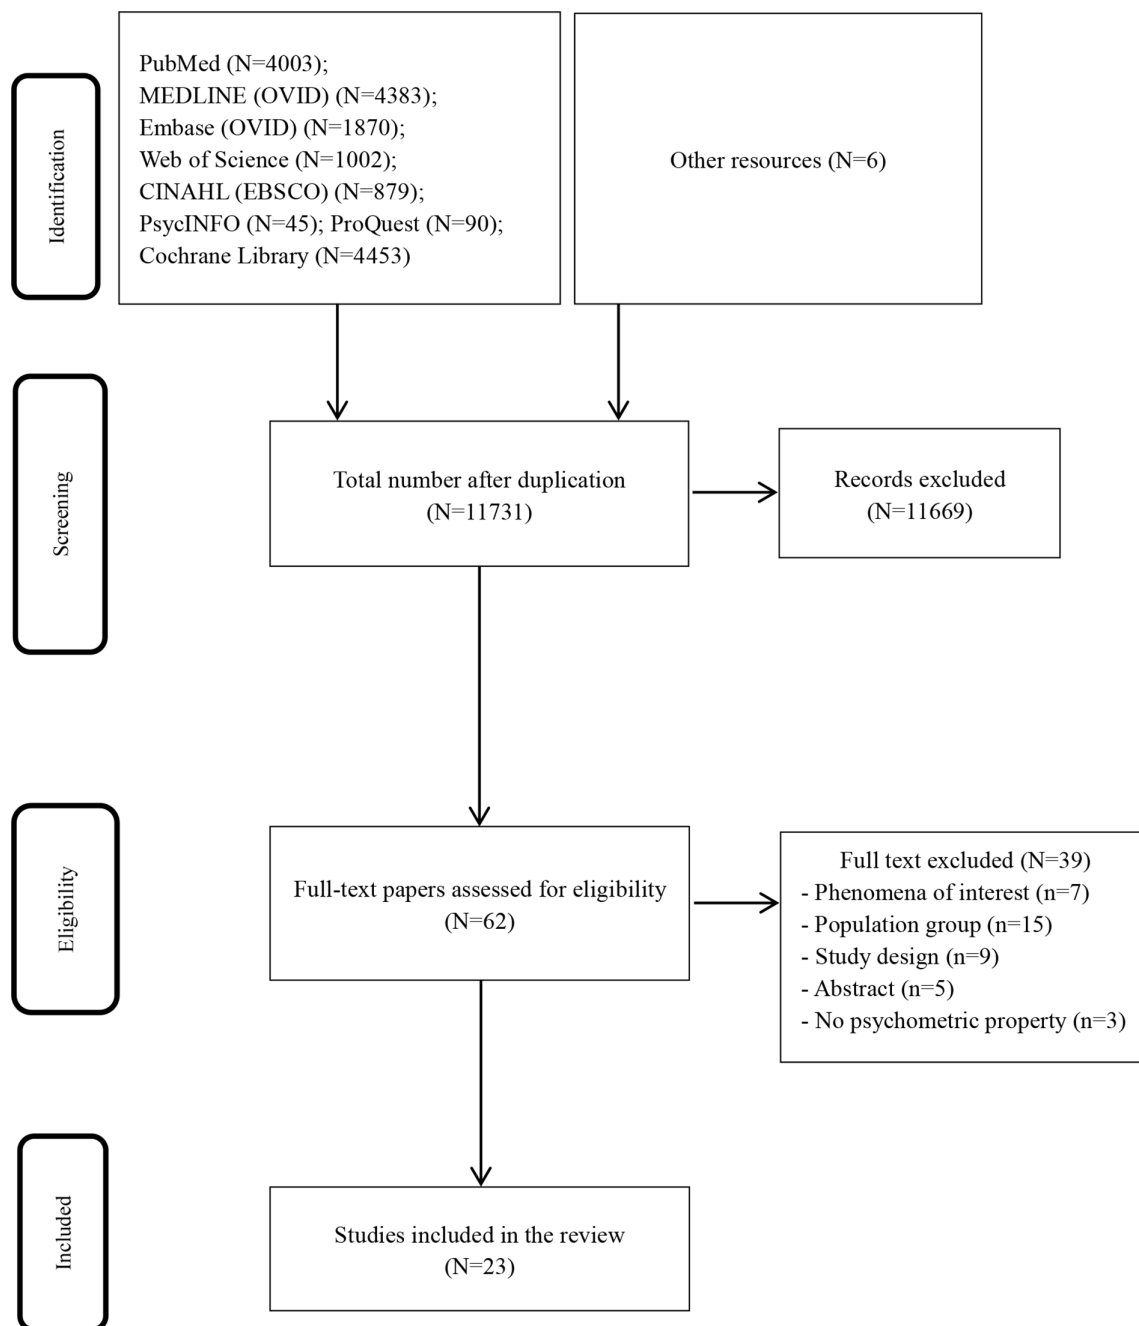 Identification
PubMed (N=4003);
MEDLINE (OVID) (N=4383);
Embase (OVID) (N=1870);
Web of Science (N=1002);
CINAHL (EBSCO) (N=879);
PsycINFO (N=45); ProQuest (N=90);
Cochrane Library (N=4453)
Other resources (N=6)
Screening
Total number after duplication
(N=11731)
Records excluded
(N=11669)
Eligibility
Full-text papers assessed for eligibility
(N=62)
Full text excluded (N=39)
- Phenomena of interest (n=7)
- Population group (n=15)
- Study design (n=9)
- Abstract (n=5)
- No psychometric property (n=3)
Included
Studies included in the review
(N=23)